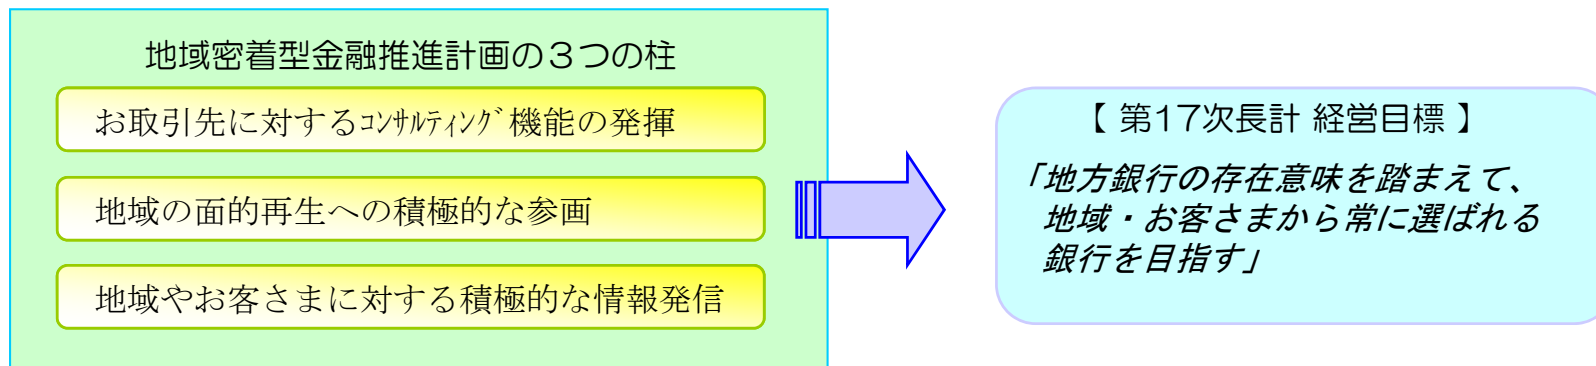 地域密着型金融推進計画の３つの柱
お取引先に対するｺﾝｻﾙﾃｨﾝｸﾞ機能の発揮
地域の面的再生への積極的な参画
地域やお客さまに対する積極的な情報発信
【 第17次長計 経営目標 】
「地方銀行の存在意味を踏まえて、
地域・お客さまから常に選ばれる
銀行を目指す」